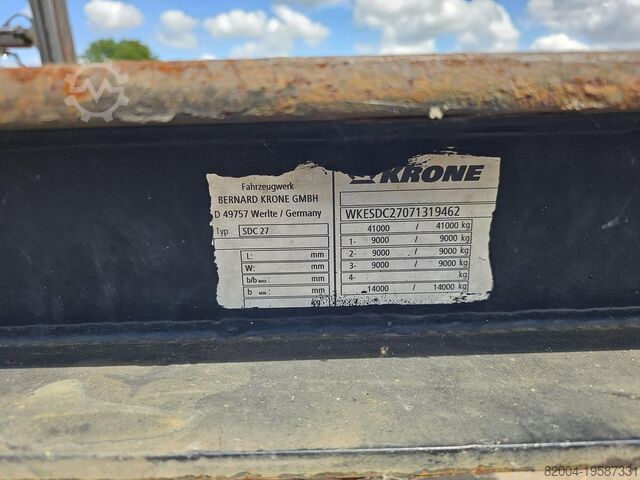 Fahrzeugwerk
BERNARD KRONE GMBH
D 49757 Werlte / Germany
Typ SDC 27
L: mm
W: mm
b/b MAX.: mm
b MIN.: mm
KRONE
WKESDC27071319462
41000 / 41000 kg
1- 9000 / 9000 kg
2- 9000 / 9000 kg
3- 9000 / 9000 kg
4- kg
14000 / 14000 kg
82004-19587331